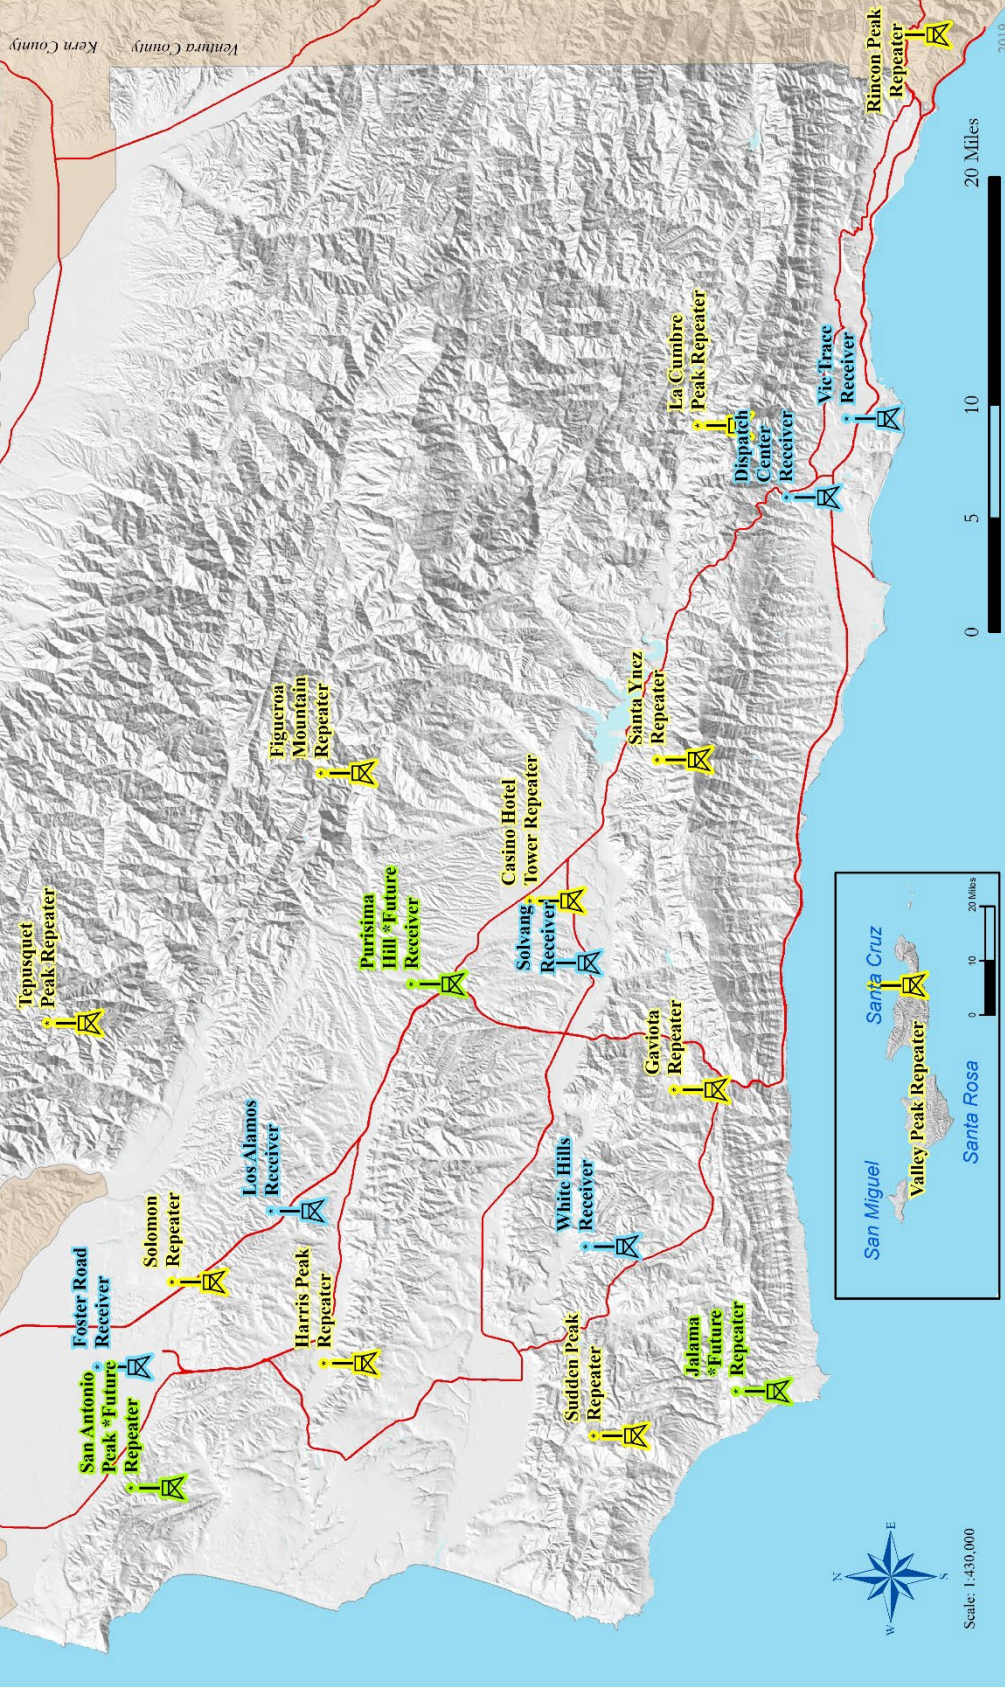 Kern County
Ventura County
Tepusquet
Peak Repeater
Foster Road
Receiver
San Antonio
Peak *Future
Repeater
Solomon
Repeater
Los Alamos
Receiver
Harris Peak
Repeater
Figueroa
Mountain
Repeater
Purisima
Hill *Future
Receiver
Casino Hotel
Tower Repeater
Solvang
Receiver
Santa Ynez
Repeater
La Cumbre
Peak Repeater
Dispatch
Center
Receiver
Vic Trace
Receiver
Rincon Peak
Repeater
Gaviota
Repeater
White Hills
Receiver
Sudden Peak
Repeater
Jalama
*Future
Repeater
San Miguel
Santa Cruz
Valley Peak Repeater
Santa Rosa
0 10 20 Miles
N
W E
S
Scale: 1:430,000
0 5 10 20 Miles
2019